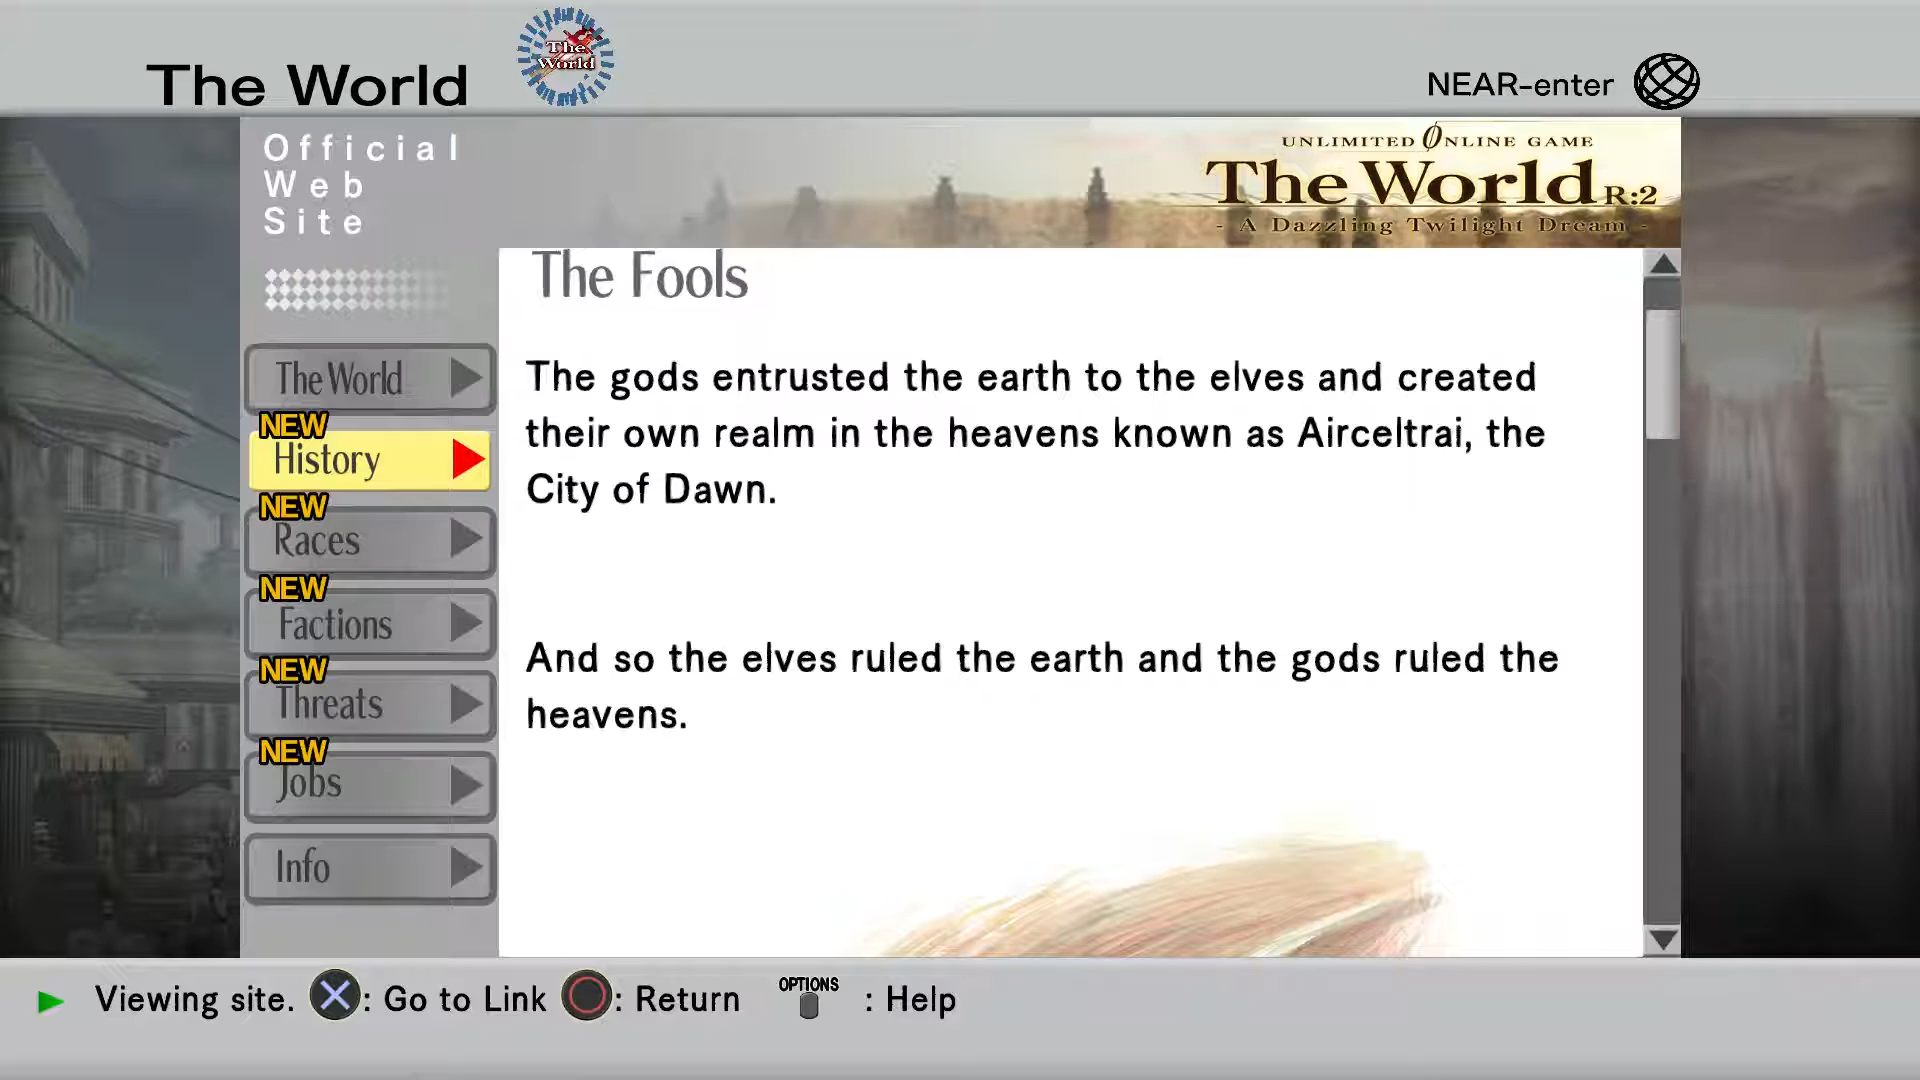 The World
The
World
NEAR-enter
Official
Web
Site
UNLIMITED ONLINE GAME
The World R:2
- A Dazzling Twilight Dream -
The World
NEW
History
NEW
Races
NEW
Factions
NEW
Threats
NEW
Jobs
Info
The Fools
The gods entrusted the earth to the elves and created
their own realm in the heavens known as Airceltrai, the
City of Dawn.
And so the elves ruled the earth and the gods ruled the
heavens.
Viewing site. : Go to Link : Return OPTIONS : Help